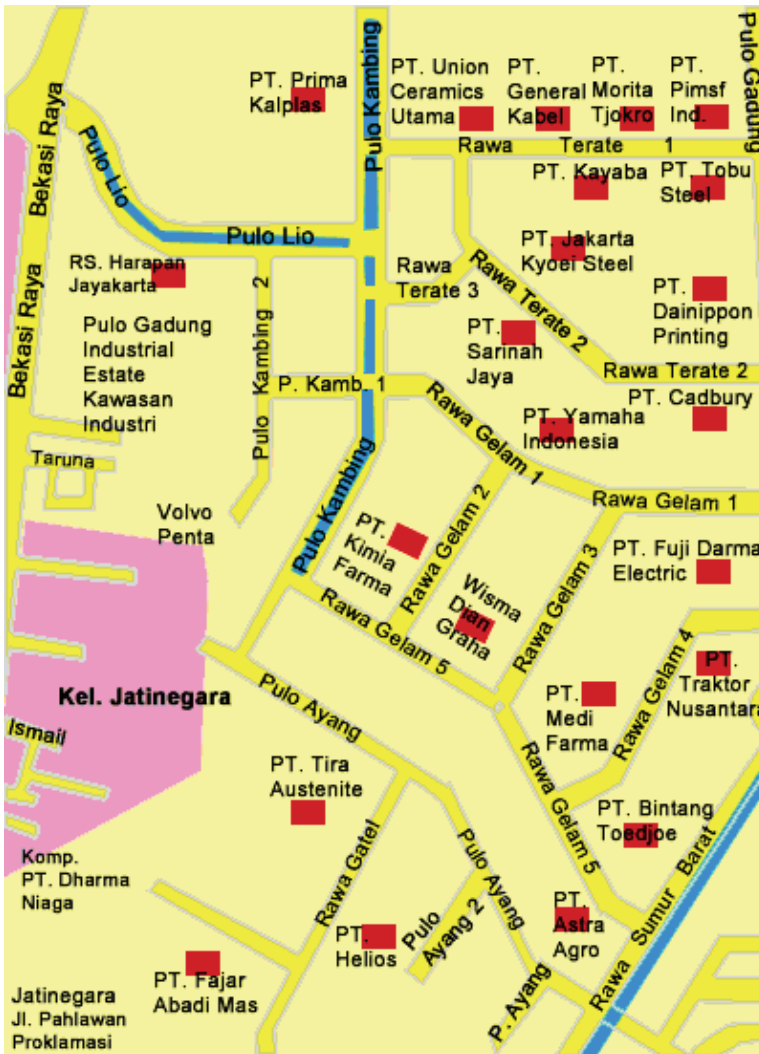 PT. Prima
Kalplas
Pulo Kambing
PT. Union
Ceramics
Utama
PT.
General
Kabel
PT.
Morita
Tjokro
PT.
Pimsf
Ind.
Pulo Gadung
Bekasi Raya
Pulo Lio
Rawa Terate 1
PT. Kayaba
PT. Tobu
Steel
Pulo Lio
PT. Jakarta
Kyoei Steel
RS. Harapan
Jayakarta
Rawa
Terate 3
Rawa Terate 2
PT.
Dainippon
Printing
Bekasi Raya
Pulo Gadung
Industrial
Estate
Kawasan
Industri
Pulo Kambing 2
PT.
Sarinah
Jaya
Rawa Terate 2
P. Kamb. 1
PT. Cadbury
Rawa Gelam 1
PT. Yamaha
Indonesia
Taruna
Pulo Kambing
Rawa Gelam 1
Volvo
Penta
PT.
Kimia
Farma
Rawa Gelam 2
Rawa Gelam 3
PT. Fuji Darma
Electric
Wisma
Dian
Graha
Rawa Gelam 5
Rawa Gelam 4
PT.
Traktor
Nusantara
Kel. Jatinegara
Pulo Ayang
PT.
Medi
Farma
Ismail
PT. Tira
Austenite
Rawa Gelam 5
PT. Bintang
Toedjoe
Rawa Gatel
Pulo Ayang
Rawa Sumur Barat
Komp.
PT. Dharma
Niaga
PT.
Helios
Pulo
Ayang 2
PT.
Astra
Agro
PT. Fajar
Abadi Mas
P. Ayang
Jatinegara
Jl. Pahlawan
Proklamasi